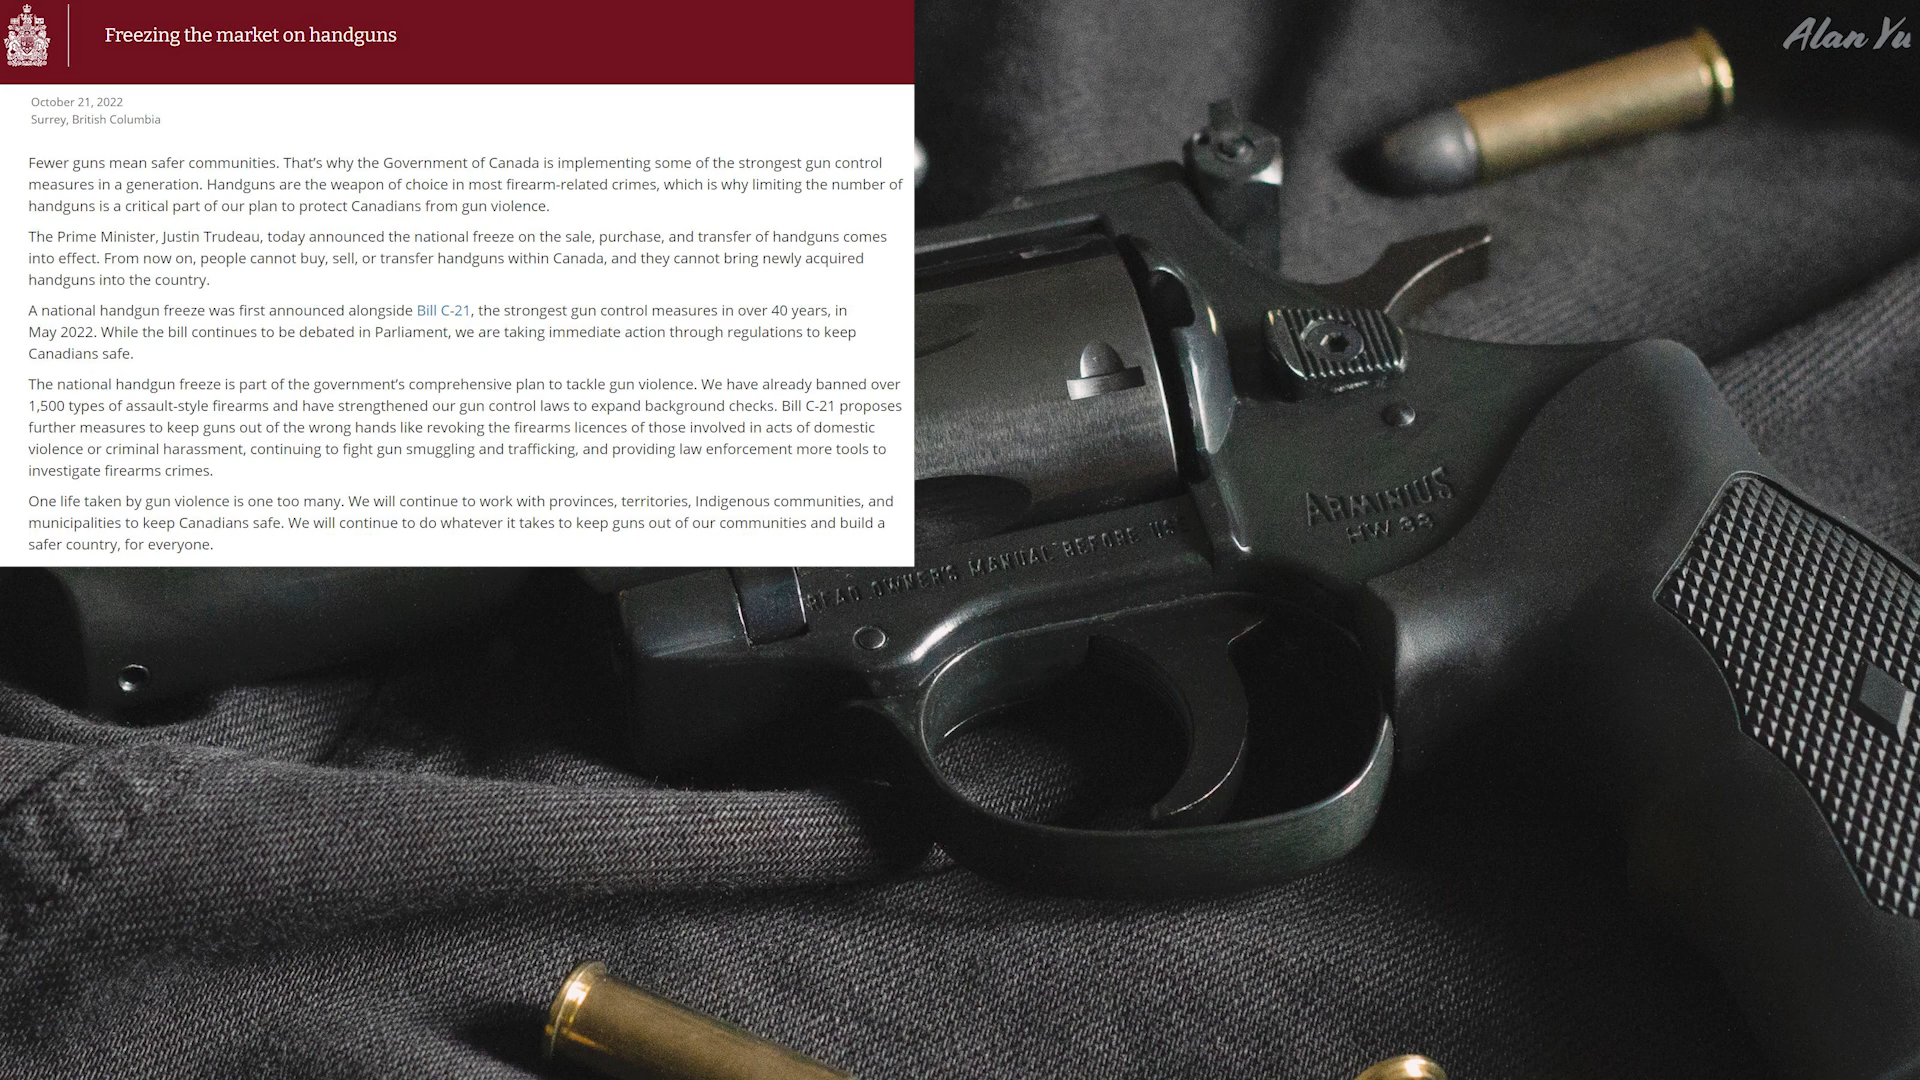 Freezing the market on handguns
October 21, 2022
Surrey, British Columbia
Fewer guns mean safer communities. That's why the Government of Canada is implementing some of the strongest gun control
measures in a generation. Handguns are the weapon of choice in most firearm-related crimes, which is why limiting the number of
handguns is a critical part of our plan to protect Canadians from gun violence.
The Prime Minister, Justin Trudeau, today announced the national freeze on the sale, purchase, and transfer of handguns comes
into effect. From now on, people cannot buy, sell, or transfer handguns within Canada, and they cannot bring newly acquired
handguns into the country.
A national handgun freeze was first announced alongside Bill C-21, the strongest gun control measures in over 40 years, in
May 2022. While the bill continues to be debated in Parliament, we are taking immediate action through regulations to keep
Canadians safe.
The national handgun freeze is part of the government's comprehensive plan to tackle gun violence. We have already banned over
1,500 types of assault-style firearms and have strengthened our gun control laws to expand background checks. Bill C-21 proposes
further measures to keep guns out of the wrong hands like revoking the firearms licences of those involved in acts of domestic
violence or criminal harassment, continuing to fight gun smuggling and trafficking, and providing law enforcement more tools to
investigate firearms crimes.
One life taken by gun violence is one too many. We will continue to work with provinces, territories, Indigenous communities, and
municipalities to keep Canadians safe. We will continue to do whatever it takes to keep guns out of our communities and build a
safer country, for everyone.
Alan Yu
ARMINIUS
HW 38
READ OWNER'S MANUAL BEFORE USE